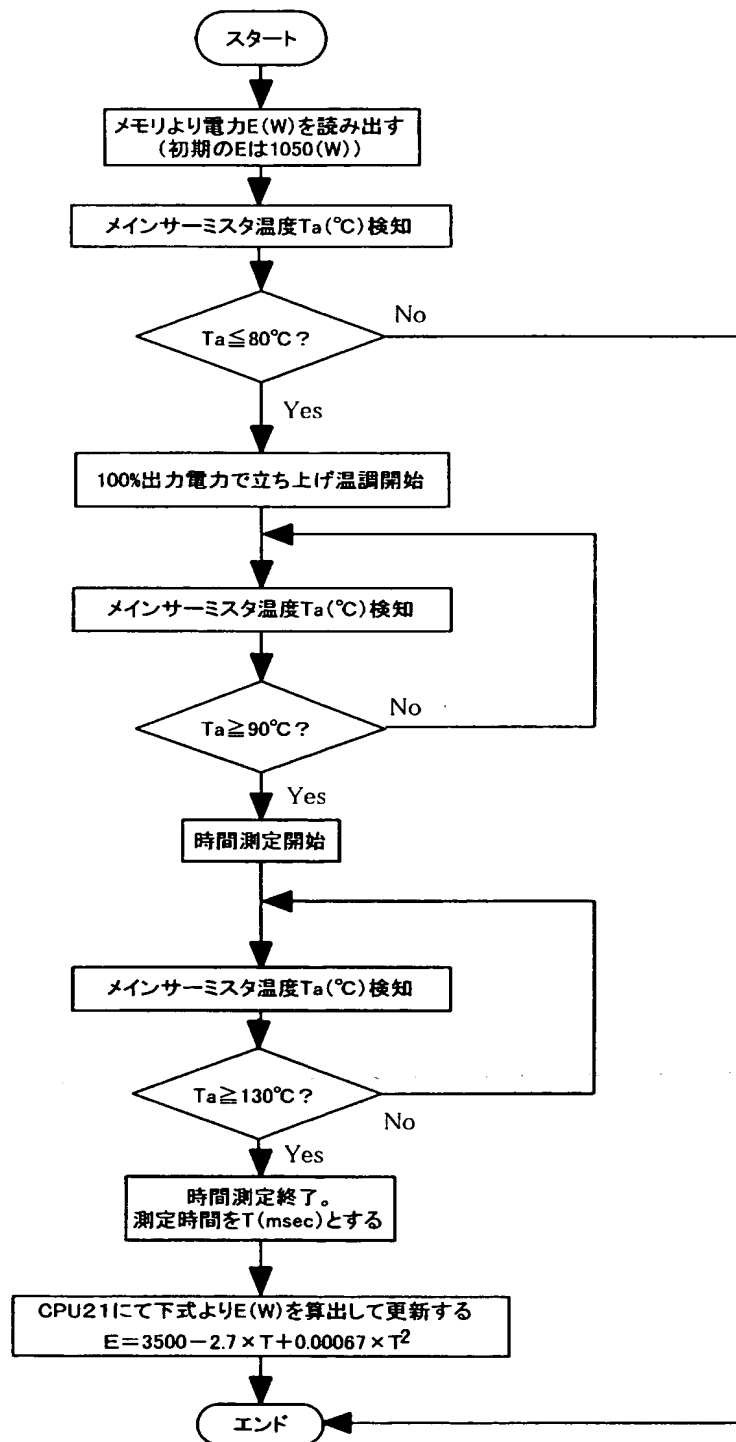 スタート
メモリより電力E(W)を読み出す
(初期のEは1050(W))
メインサーミスタ温度Ta(℃)検知
Ta≦80℃?
No
Yes
100%出力電力で立ち上げ温調開始
メインサーミスタ温度Ta(℃)検知
Ta≧90℃?
No
Yes
時間測定開始
メインサーミスタ温度Ta(℃)検知
Ta≧130℃?
No
Yes
時間測定終了。
測定時間をT(msec)とする
CPU21にて下式よりE(W)を算出して更新する
E=3500-2.7×T+0.00067×T²
エンド